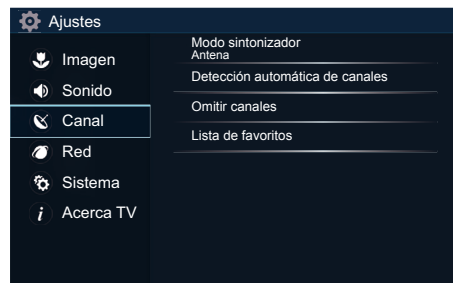 Ajustes
Imagen
Sonido
Canal
Red
Sistema
Acerca TV
Modo sintonizador
Antena
Detección automática de canales
Omitir canales
Lista de favoritos